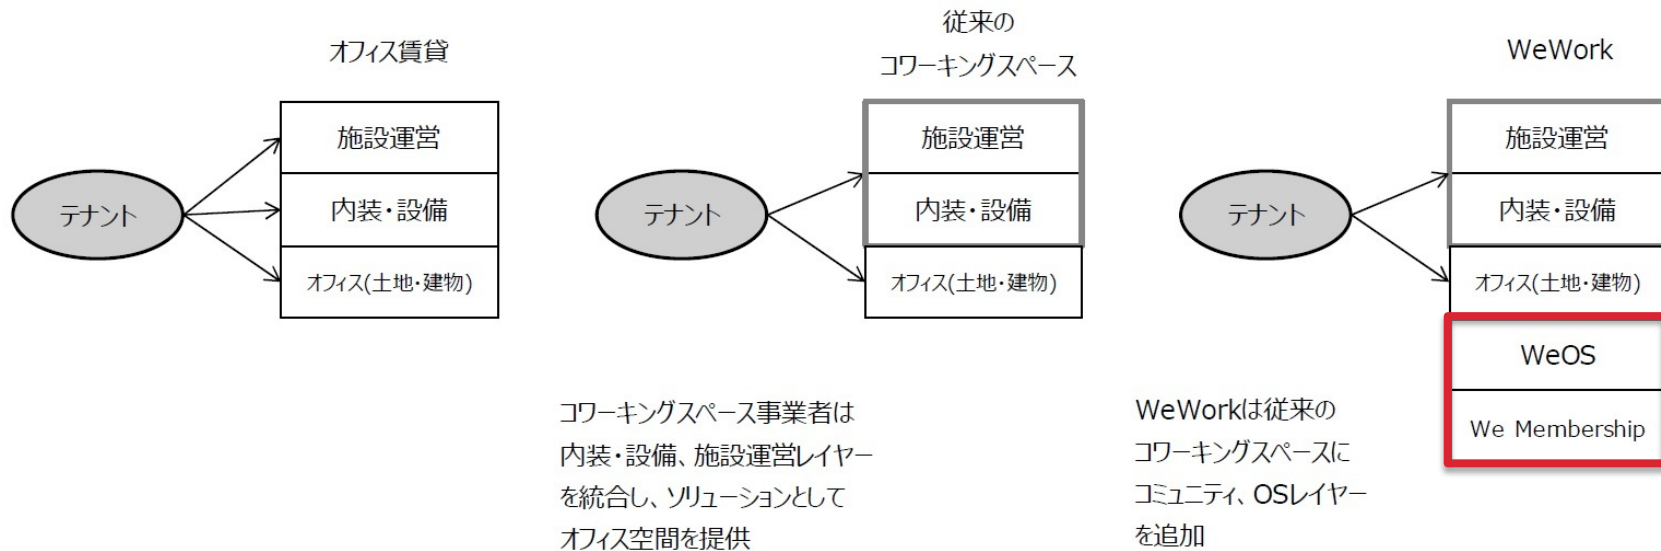 オフィス賃貸
テナント
施設運営
内装・設備
オフィス(土地・建物)
従来の
コワーキングスペース
テナント
施設運営
内装・設備
オフィス(土地・建物)
コワーキングスペース事業者は
内装・設備、施設運営レイヤー
を統合し、ソリューションとして
オフィス空間を提供
WeWork
テナント
施設運営
内装・設備
オフィス(土地・建物)
WeOS
We Membership
WeWorkは従来の
コワーキングスペースに
コミュニティ、OSレイヤー
を追加